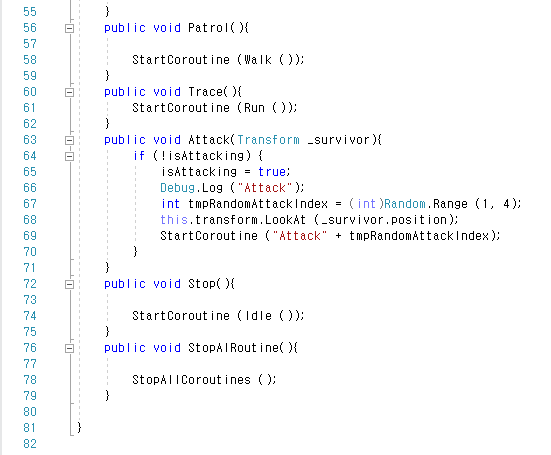 55 }
56 public void Patrol(){
57
58 StartCoroutine (Walk ());
59 }
60 public void Trace(){
61 StartCoroutine (Run ());
62 }
63 public void Attack(Transform _survivor){
64 if (!isAttacking) {
65 isAttacking = true;
66 Debug.Log ("Attack");
67 int tmpRandomAttackIndex = (int)Random.Range (1, 4);
68 this.transform.LookAt (_survivor.position);
69 StartCoroutine ("Attack" + tmpRandomAttackIndex);
70 }
71 }
72 public void Stop(){
73
74 StartCoroutine (Idle ());
75 }
76 public void StopAIRoutine(){
77
78 StopAllCoroutines ();
79 }
80
81 }
82